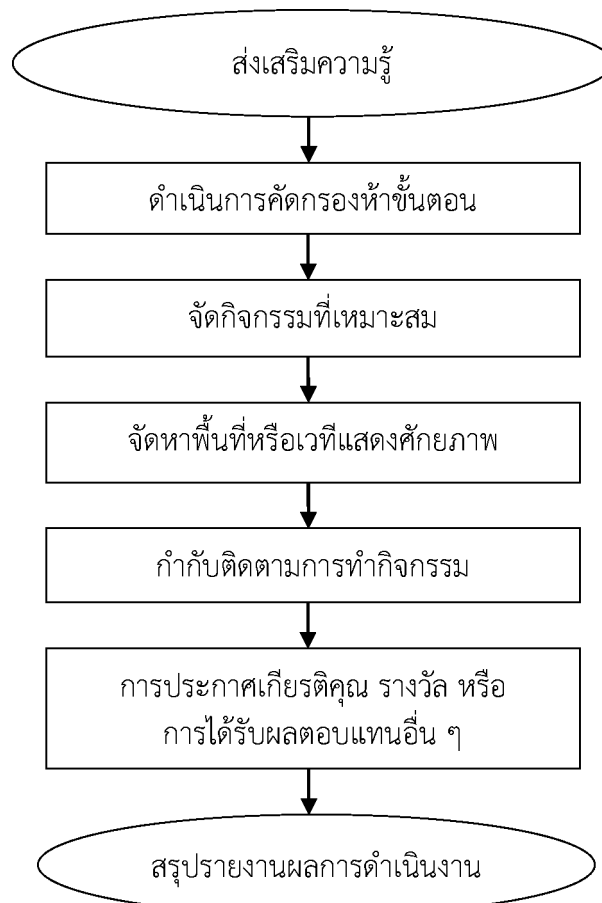 ส่งเสริมความรู้
ดำเนินการคัดกรองห้าขั้นตอน
จัดกิจกรรมที่เหมาะสม
จัดหาพื้นที่หรือเวทีแสดงศักยภาพ
กำกับติดตามการทำกิจกรรม
การประกาศเกียรติคุณ รางวัล หรือ
การได้รับผลตอบแทนอื่น ๆ
สรุปรายงานผลการดำเนินงาน